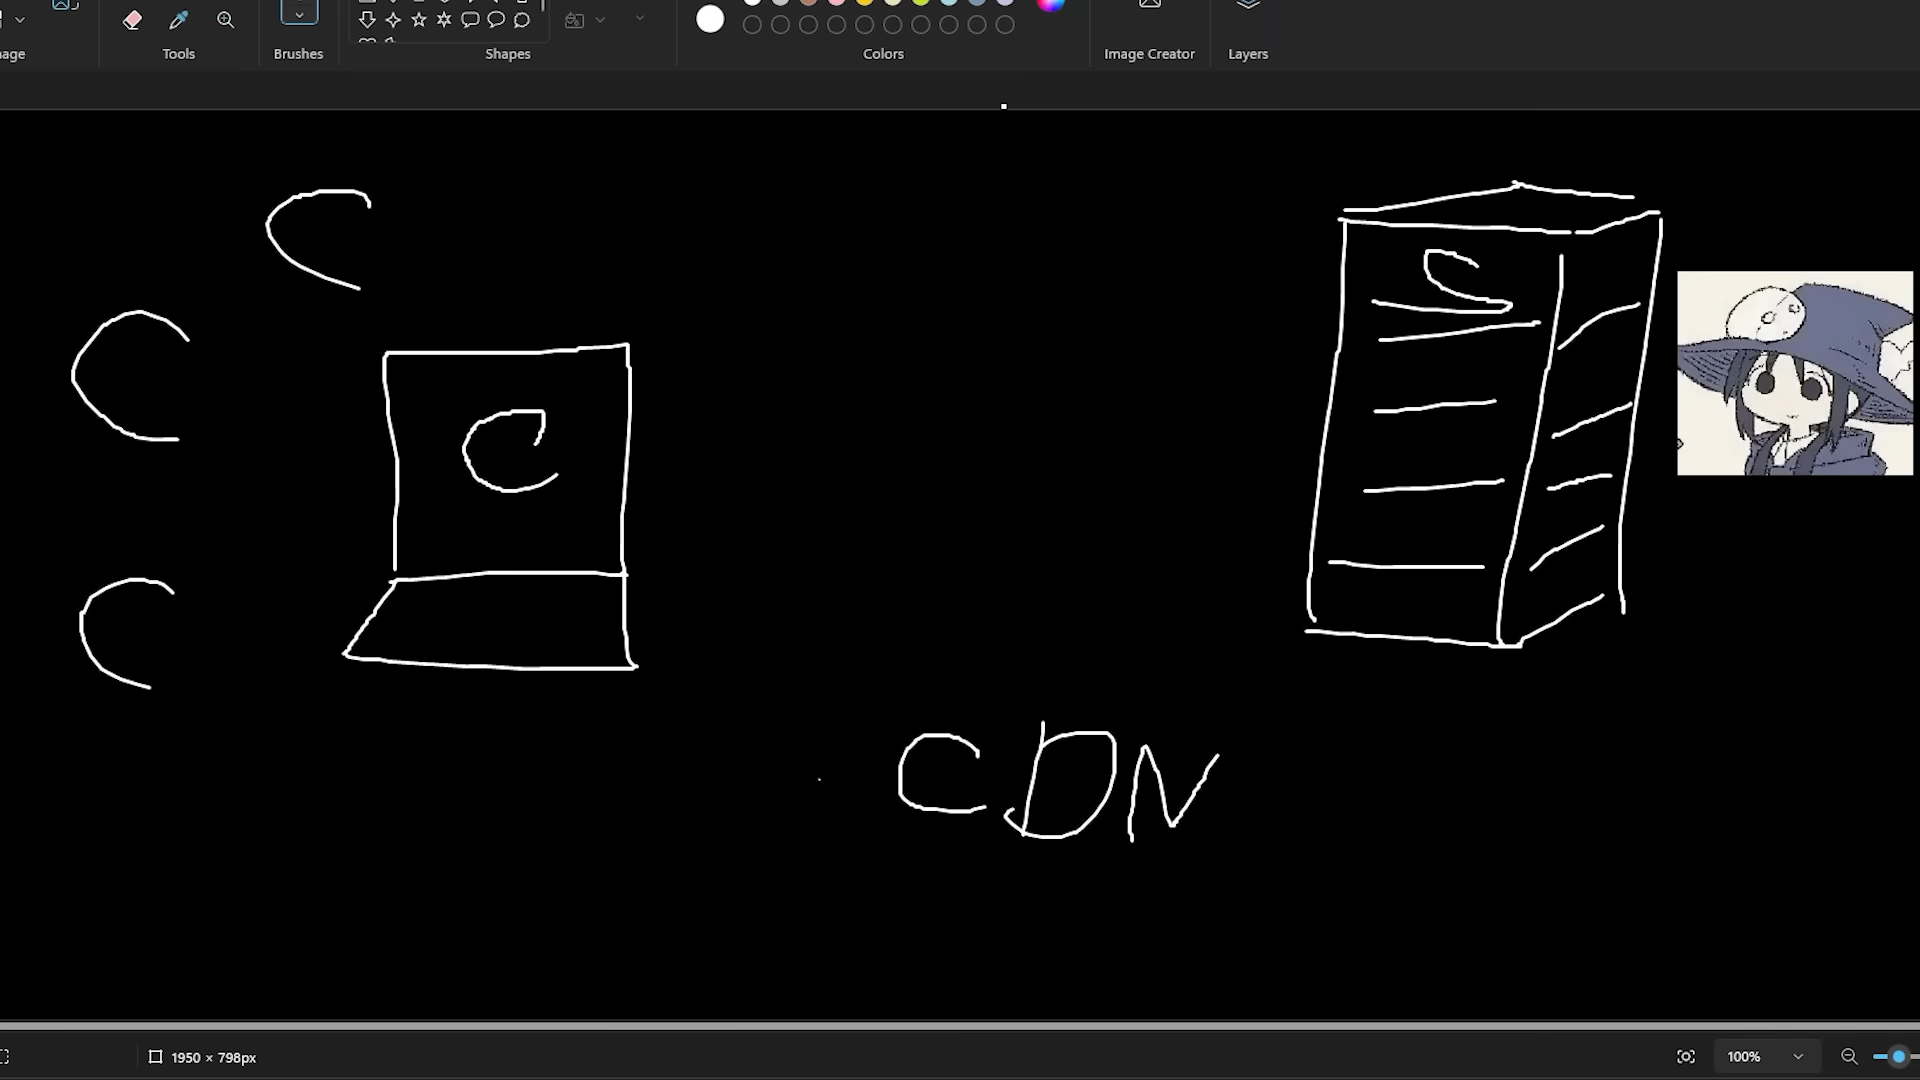 Tools
Brushes
Shapes
Colors
Image Creator
Layers
C
C
C
C
C
CDN
1950 × 798px
100%